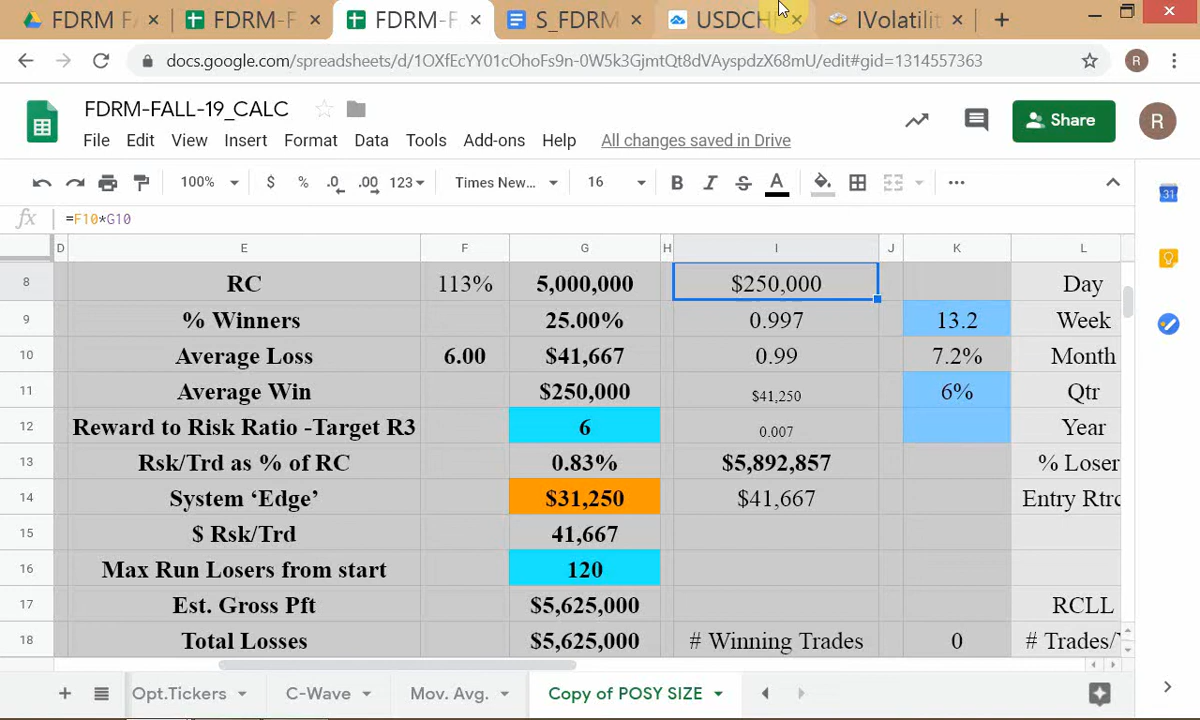 FDRM FA
FDRM-F
FDRM-F
S_FDRM
USDCH
IVolatilit
docs.google.com/spreadsheets/d/1OXfEcYY01cOhoFs9n-0W5k3GjmtQt8dVAyspdzX68mU/edit#gid=1314557363
R
FDRM-FALL-19_CALC
File Edit View Insert Format Data Tools Add-ons Help All changes saved in Drive
Share
R
100% $ % .0 .00 123 Times New... 16 B I S A
31
fx =F10*G10
D E F G H I J K L
8 RC 113% 5,000,000 $250,000 Day
9 % Winners 25.00% 0.997 13.2 Week
10 Average Loss 6.00 $41,667 0.99 7.2% Month
11 Average Win $250,000 $41,250 6% Qtr
12 Reward to Risk Ratio -Target R3 6 0.007 Year
13 Rsk/Trd as % of RC 0.83% $5,892,857 % Loser
14 System ‘Edge’ $31,250 $41,667 Entry Rtrc
15 $ Rsk/Trd 41,667
16 Max Run Losers from start 120
17 Est. Gross Pft $5,625,000 RCLL
18 Total Losses $5,625,000 # Winning Trades 0 # Trades/
Opt.Tickers C-Wave Mov. Avg. Copy of POSY SIZE